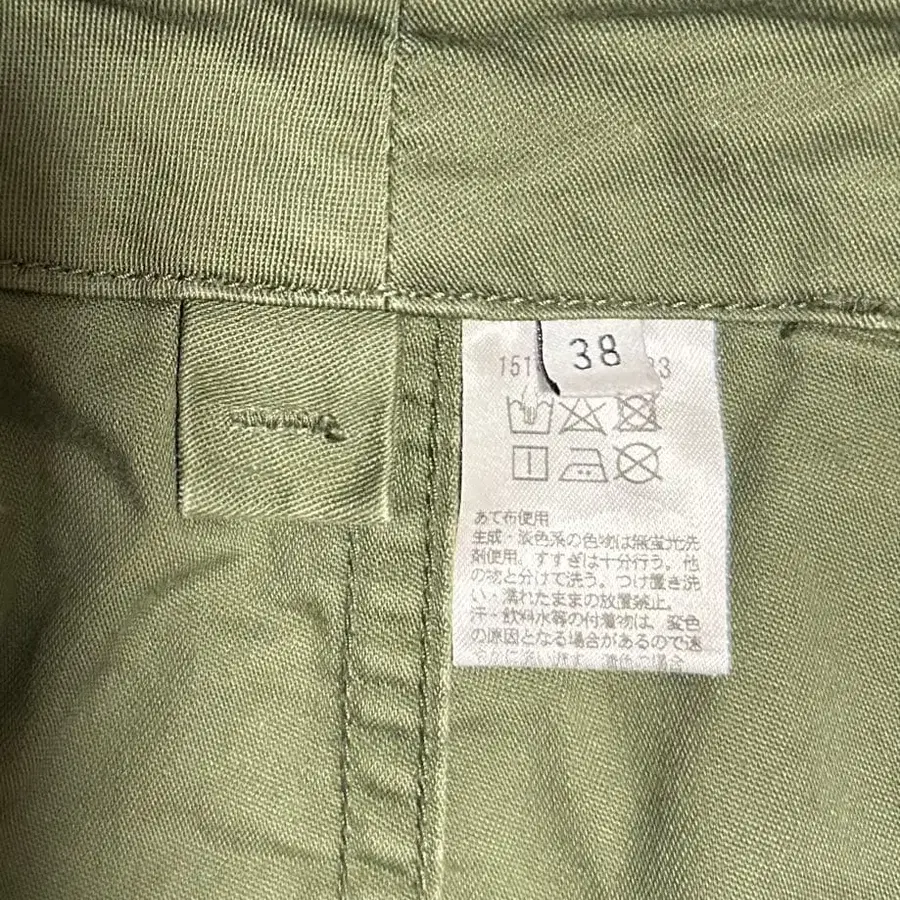 38
151
あて布使用
生成・淡色系の色物は無蛍光洗
剤使用。すすぎは十分行う。他
の物と分けて洗う。つけ置き洗
い・濡れたままの放置禁止。
汗・飲料水等の付着物は、変色
の原因となる場合があるので速